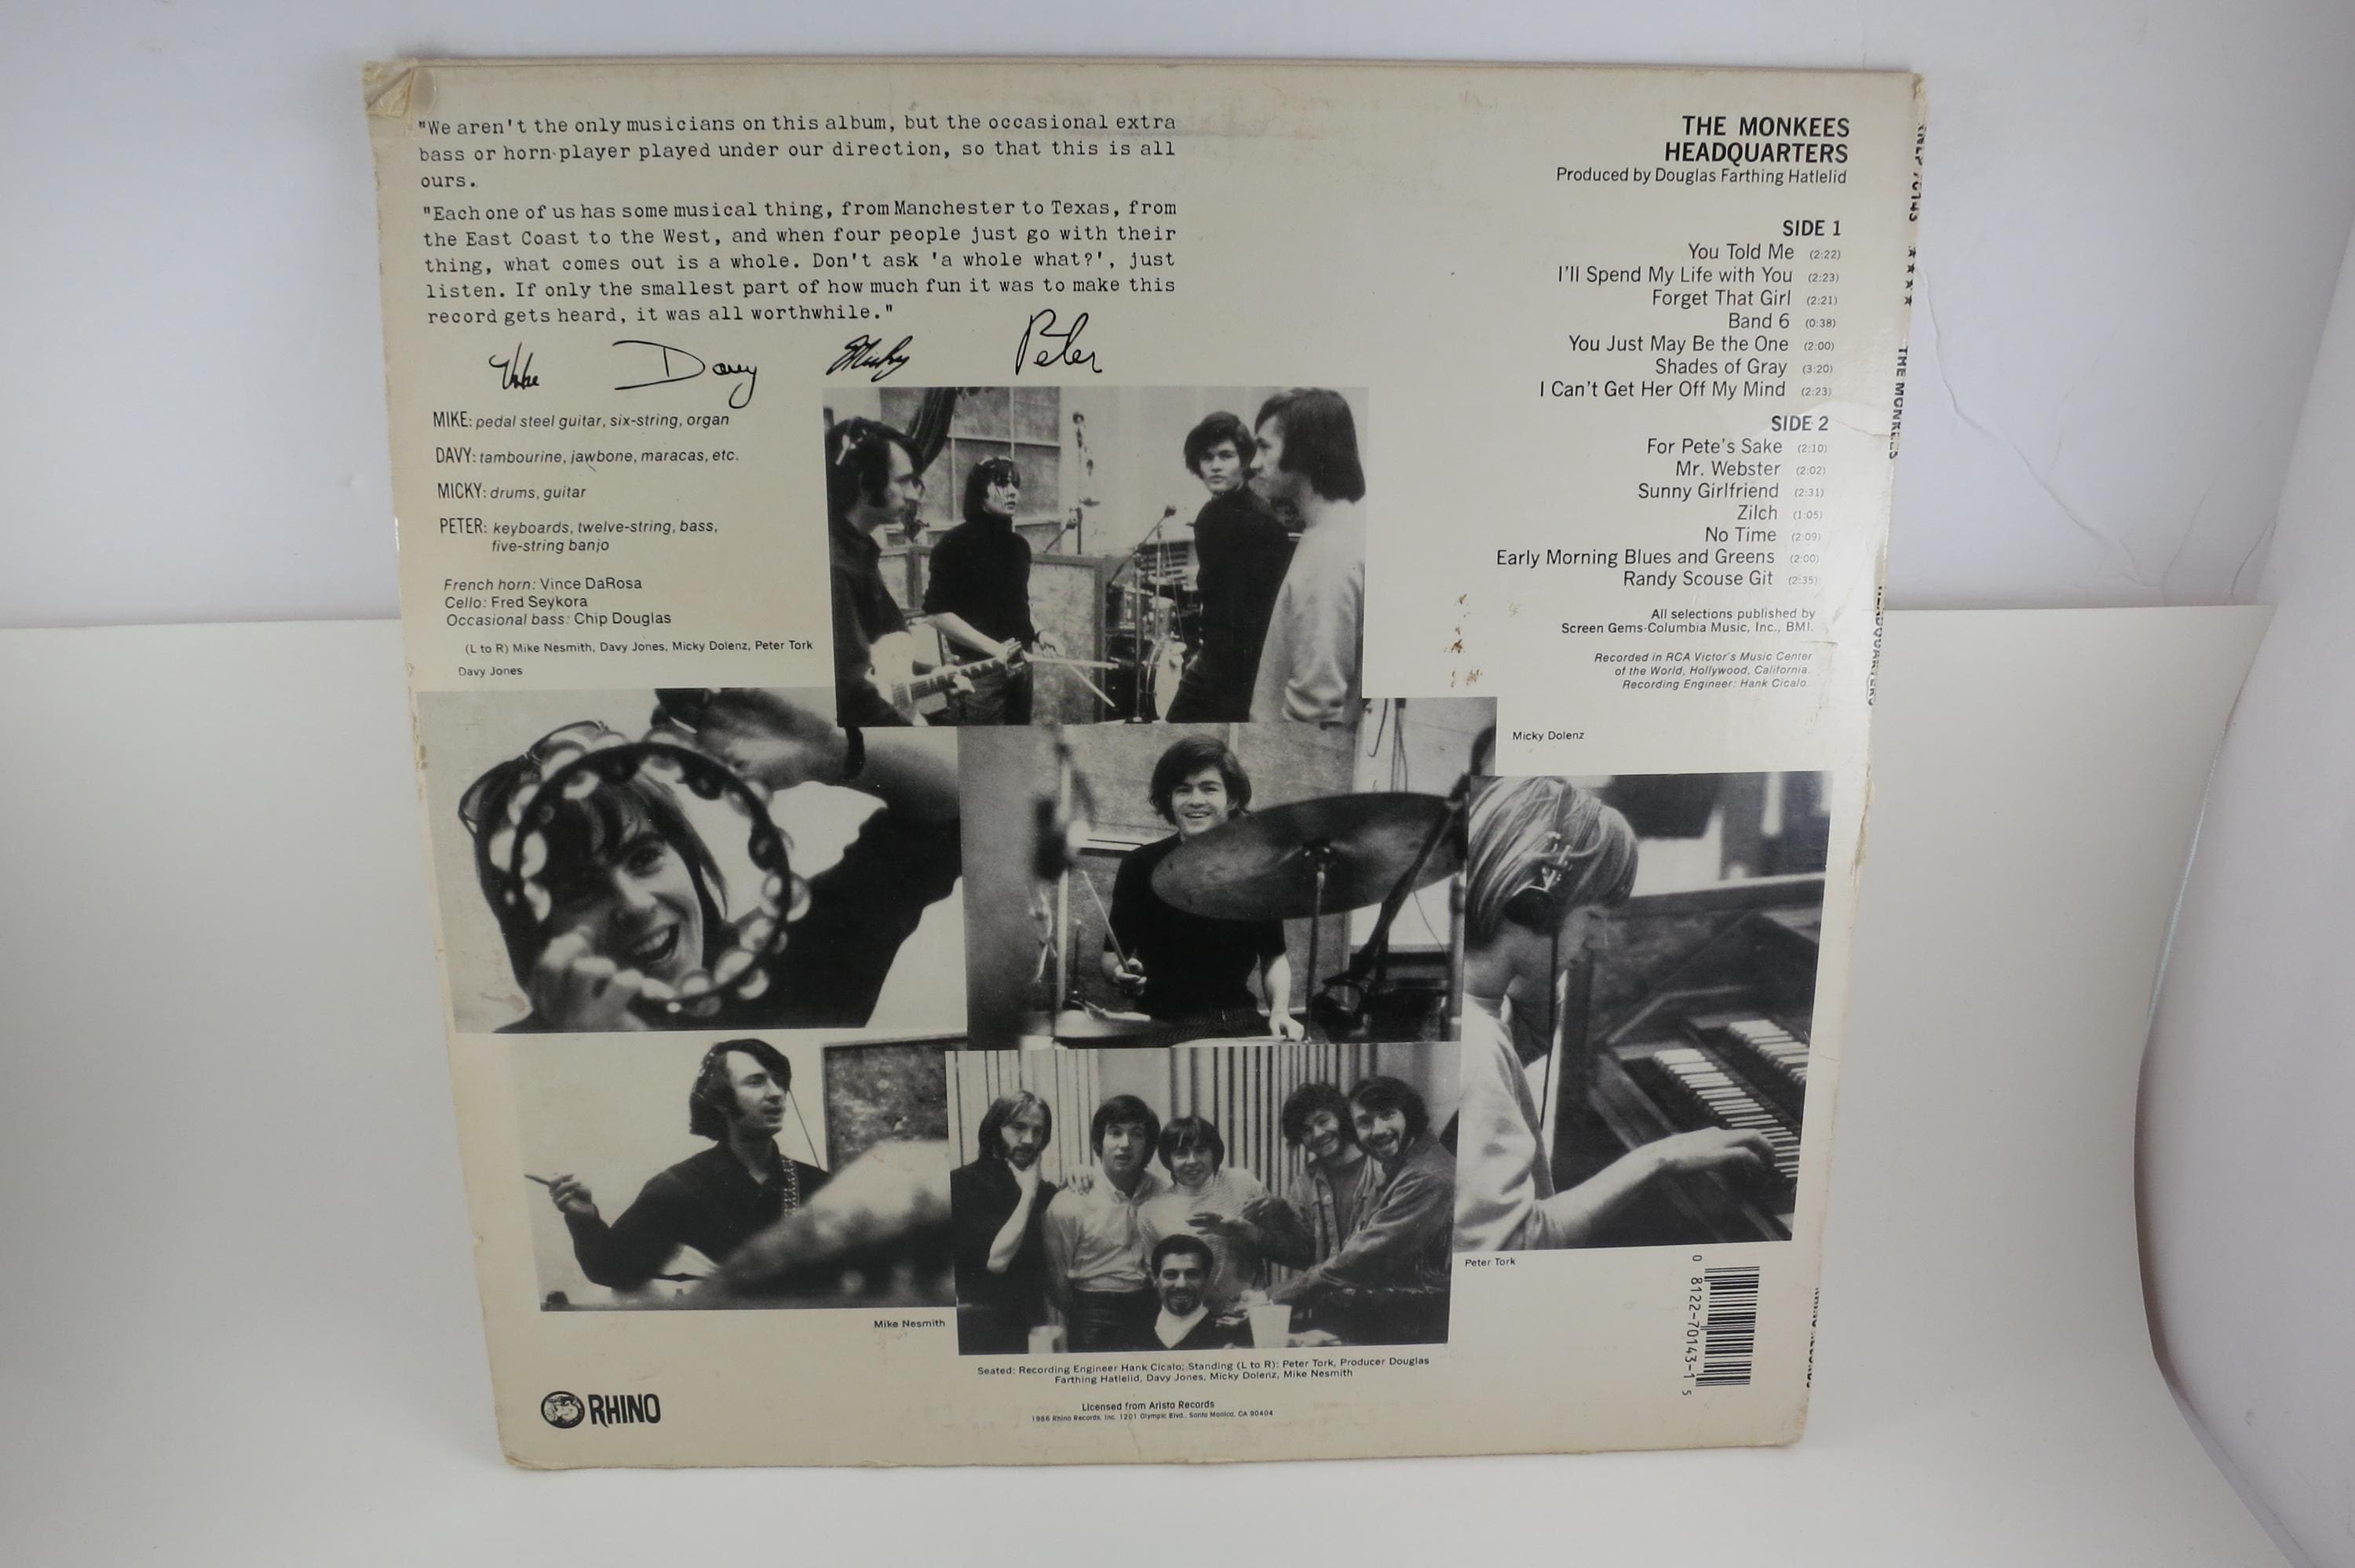 "We aren't the only musicians on this album, but the occasional extra
bass or horn player played under our direction, so that this is all
ours.
"Each one of us has some musical thing, from Manchester to Texas, from
the East Coast to the West, and when four people just go with their
thing, what comes out is a whole. Don't ask 'a whole what?', just
listen. If only the smallest part of how much fun it was to make this
record gets heard, it was all worthwhile."
Mike Davy Micky Peter
MIKE: pedal steel guitar, six-string, organ
DAVY: tambourine, jawbone, maracas, etc.
MICKY: drums, guitar
PETER: keyboards, twelve-string, bass,
five-string banjo
French horn: Vince DaRosa
Cello: Fred Seykora
Occasional bass: Chip Douglas
(L to R) Mike Nesmith, Davy Jones, Micky Dolenz, Peter Tork
Davy Jones
THE MONKEES
HEADQUARTERS
Produced by Douglas Farthing Hatlelid
SIDE 1
You Told Me (2:22)
I'll Spend My Life with You (2:23)
Forget That Girl (2:21)
Band 6 (0:38)
You Just May Be the One (2:00)
Shades of Gray (3:20)
I Can't Get Her Off My Mind (2:23)
SIDE 2
For Pete's Sake (2:10)
Mr. Webster (2:02)
Sunny Girlfriend (2:31)
Zilch (1:05)
No Time (2:09)
Early Morning Blues and Greens (2:00)
Randy Scouse Git (2:35)
All selections published by
Screen Gems-Columbia Music, Inc., BMI.
Recorded in RCA Victor's Music Center
of the World, Hollywood, California.
Recording Engineer: Hank Cicalo
Micky Dolenz
Peter Tork
Mike Nesmith
Seated: Recording Engineer Hank Cicalo; Standing (L to R): Peter Tork, Producer Douglas
Farthing Hatlelid, Davy Jones, Micky Dolenz, Mike Nesmith
Licensed from Arista Records
1986 Rhino Records, Inc. 1201 Olympic Blvd., Santa Monica, CA 90404
RHINO
0 8122-70143-1 5
70143 ★★★★ THE MONKEES HEADQUARTERS